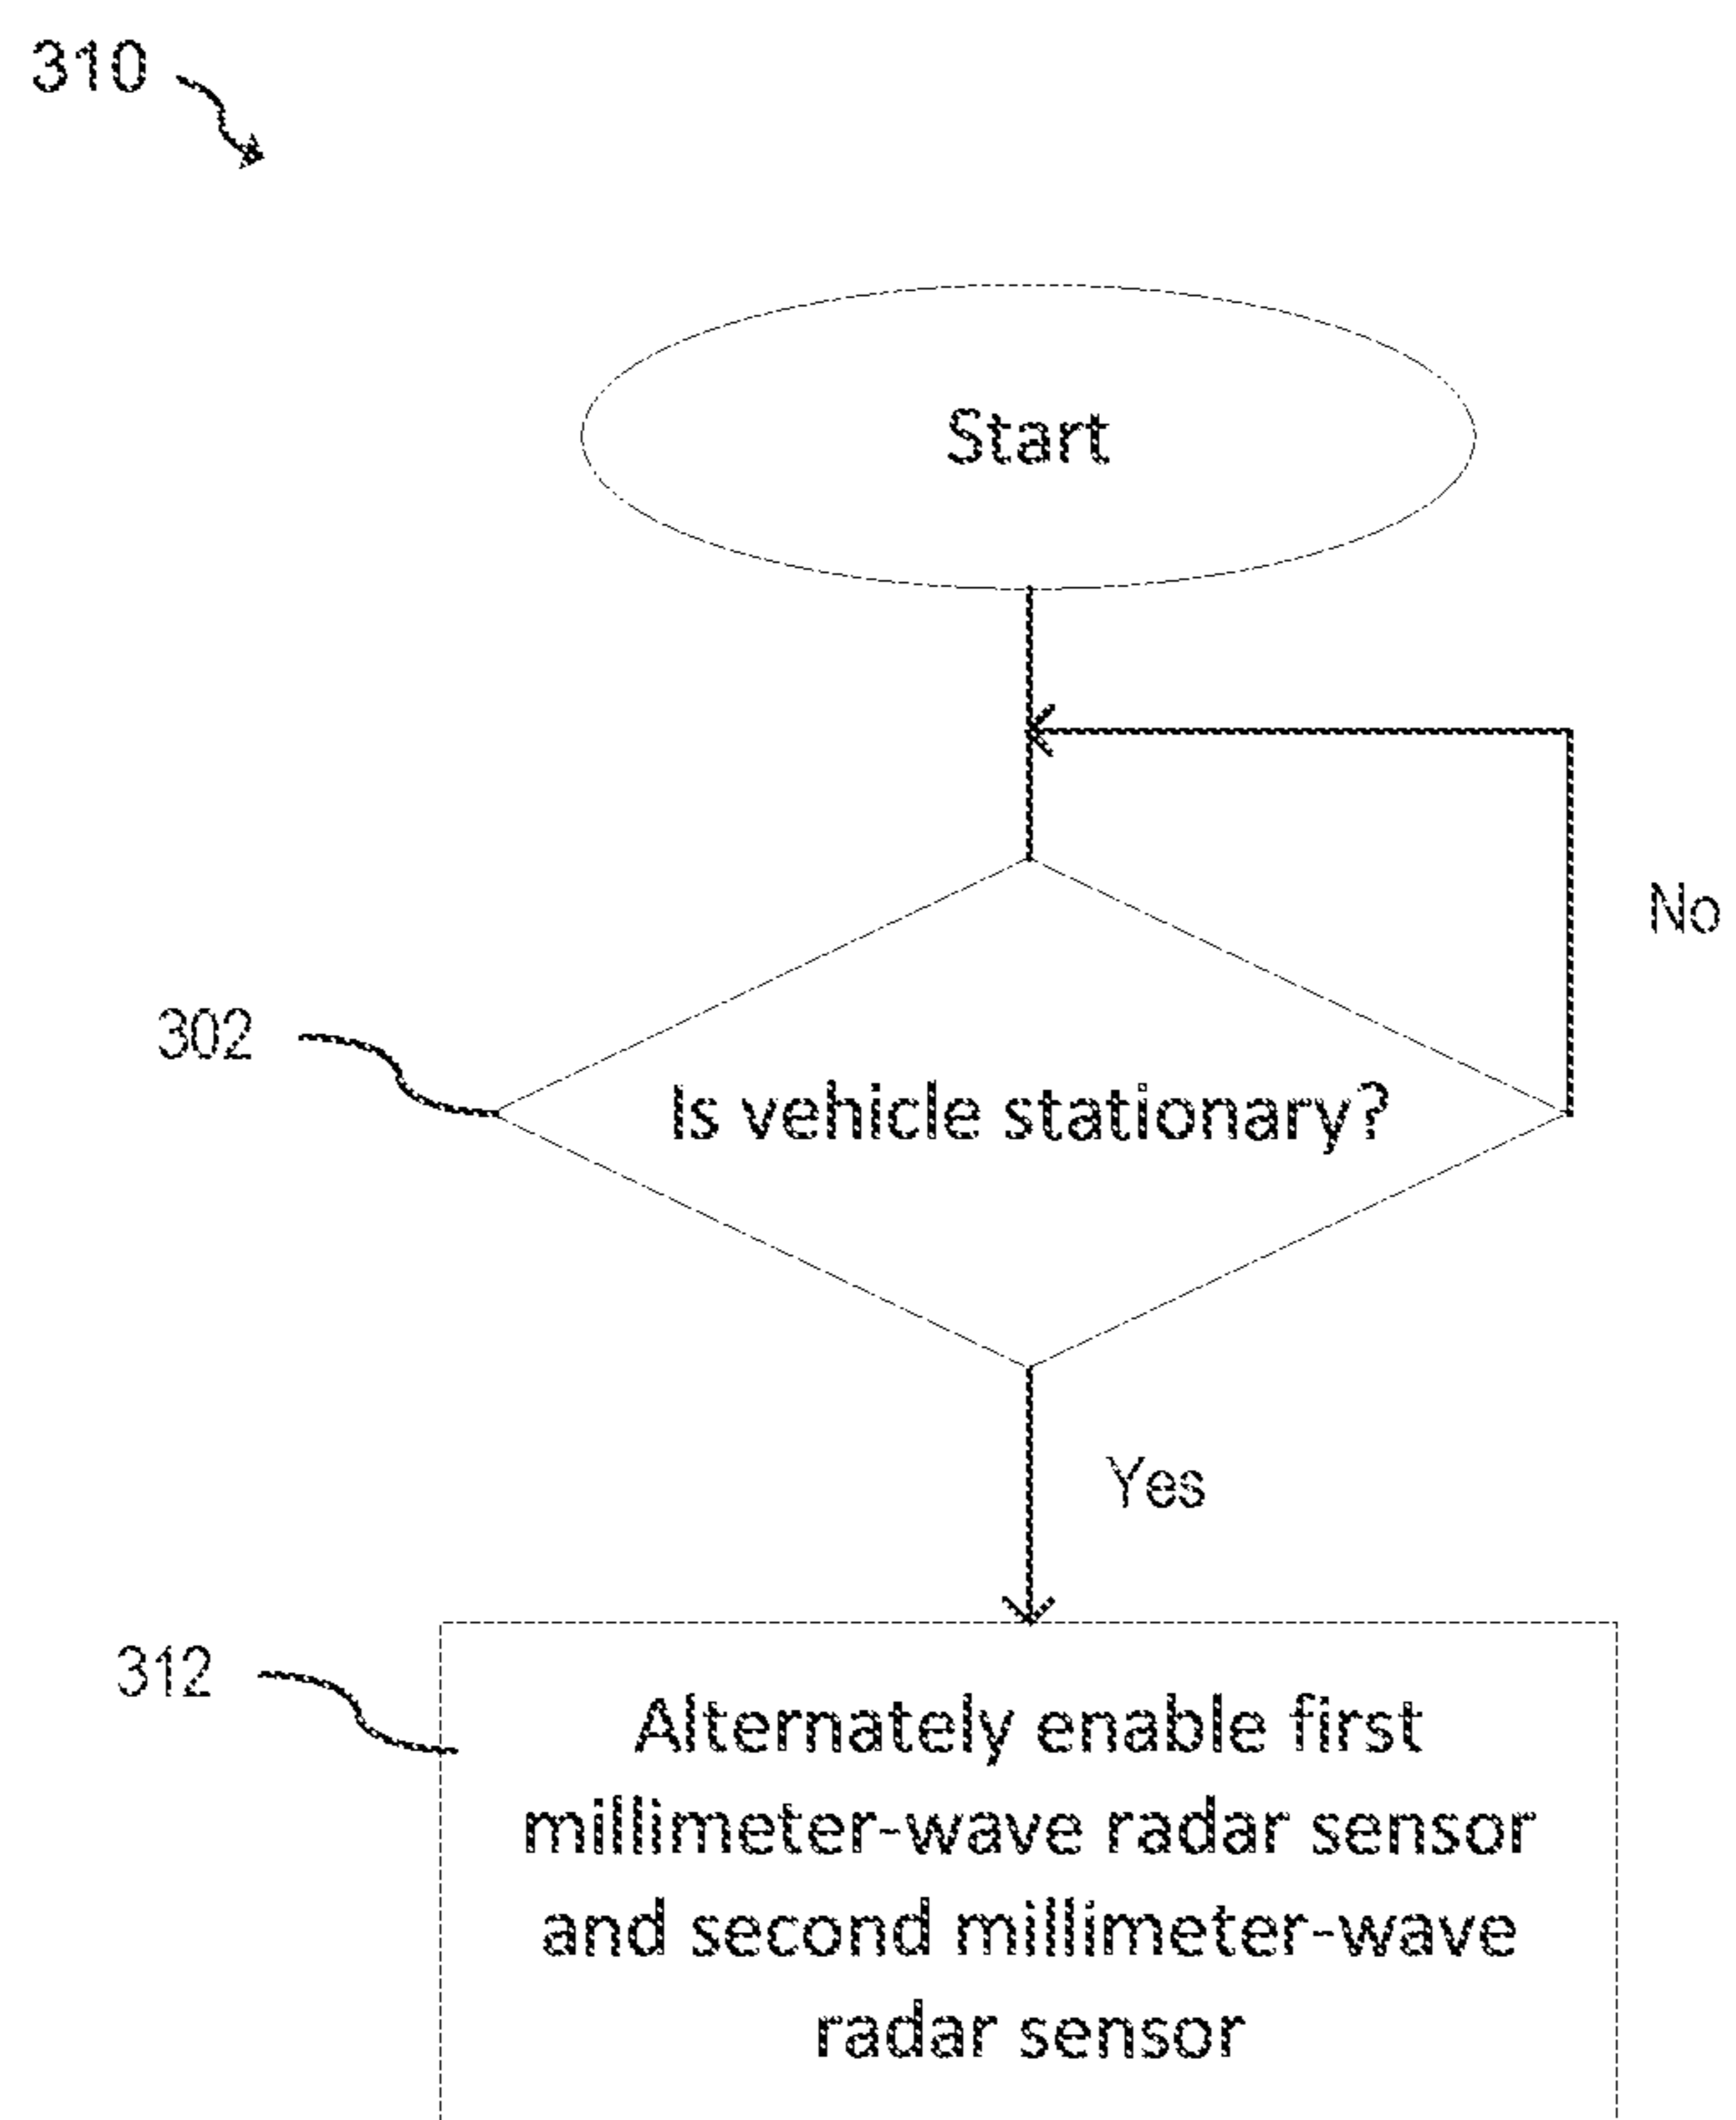 310
Start
No
302
Is vehicle stationary?
Yes
312
Alternately enable first
millimeter-wave radar sensor
and second millimeter-wave
radar sensor